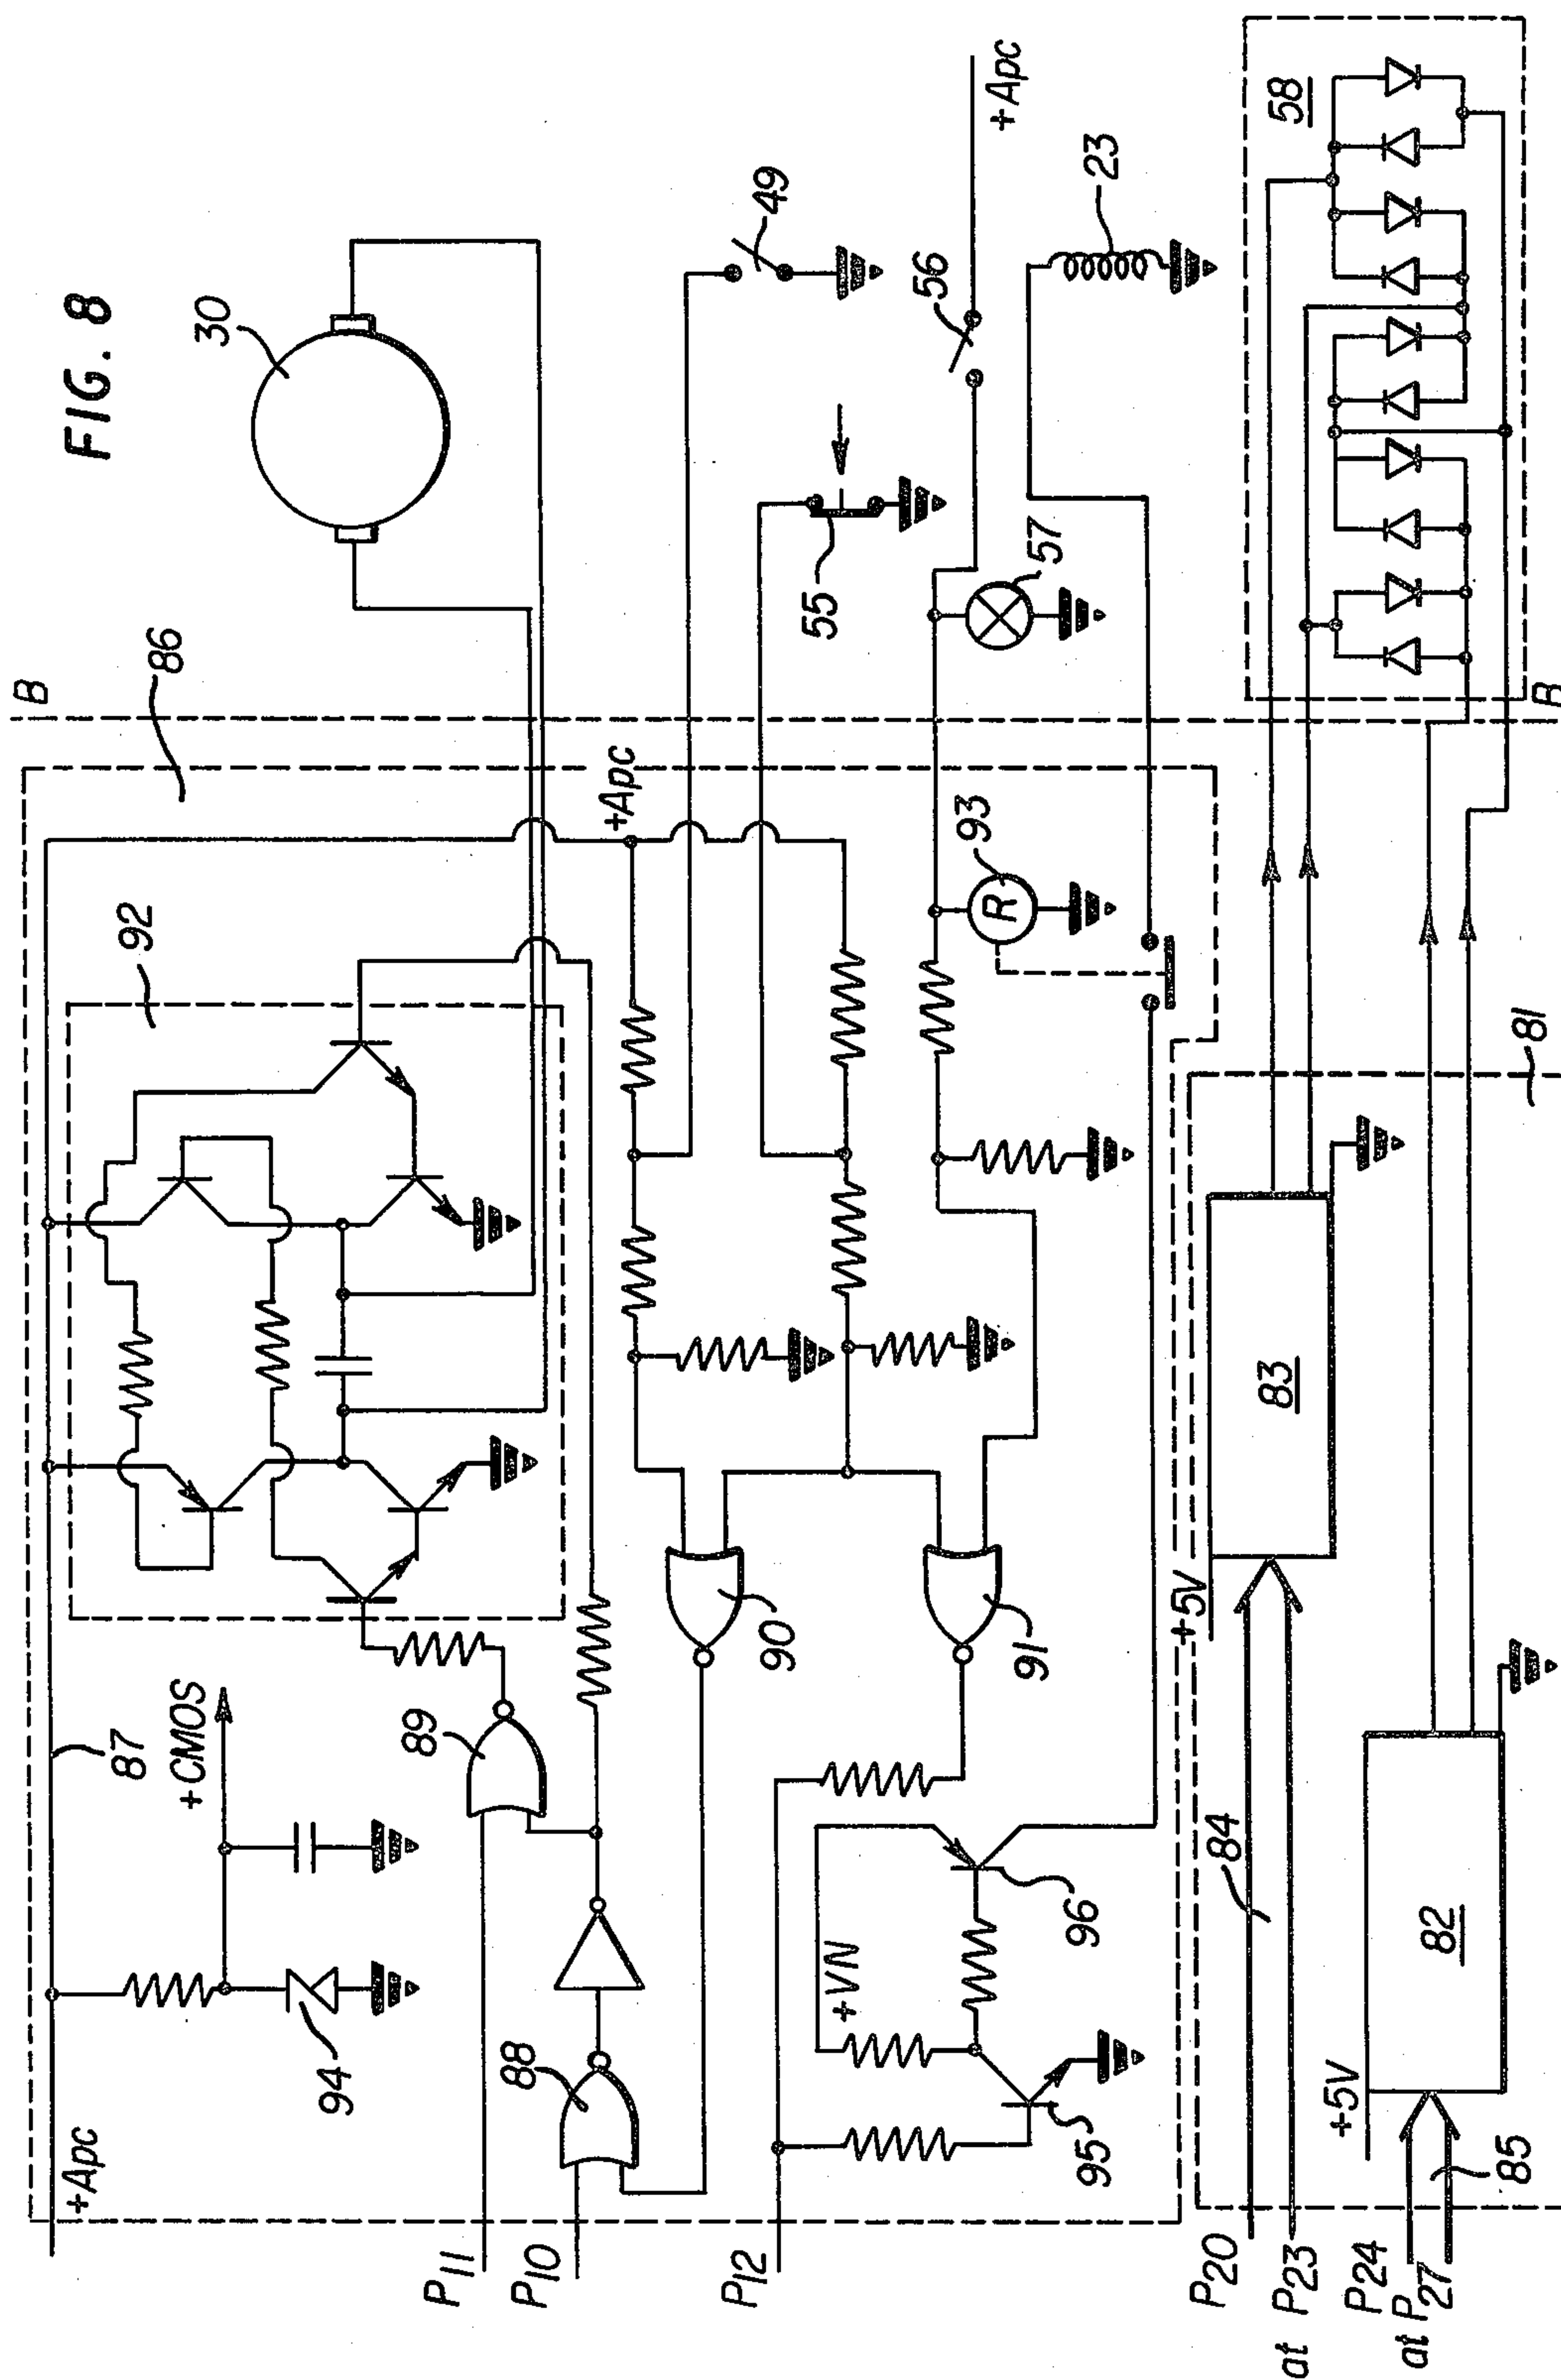 FIG. 8
30
B
86
92
+Apc
87
+CMOS
94
89
88
P11
P10
P12
+Apc
49
55
56
+Apc
57
23
93
R
90
91
+VN
95
96
58
B
81
+5V
83
84
P20
at P23
+5V
82
85
P24
at P27